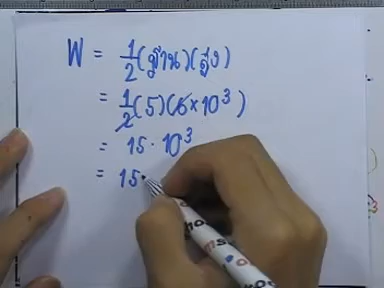 W = 1/2 (ฐาน)(สูง)
= 1/2 (5)(6×10³)
= 15 · 10³
= 15